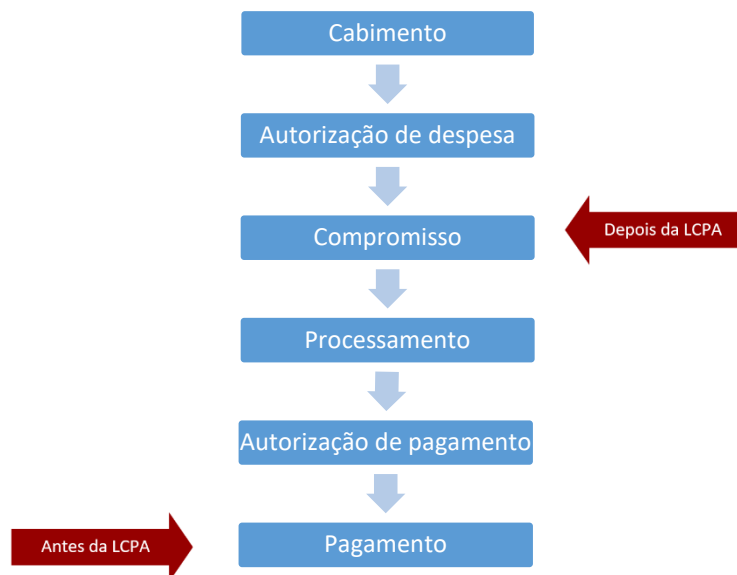 Cabimento
Autorização de despesa
Compromisso
Depois da LCPA
Processamento
Autorização de pagamento
Antes da LCPA
Pagamento